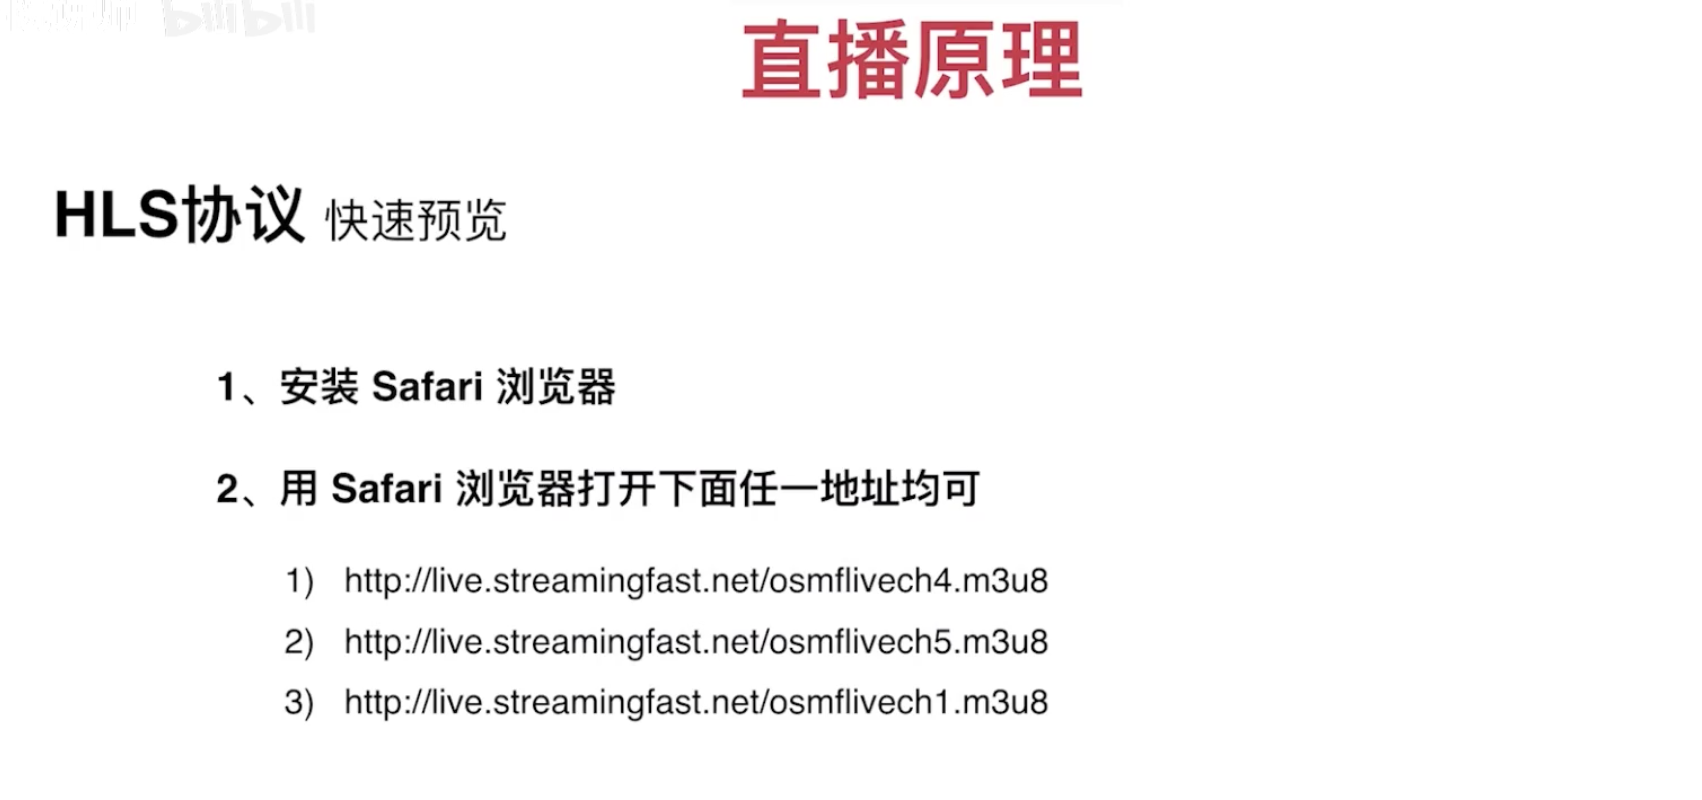 bilibili
直播原理
HLS协议 快速预览
1、安装 Safari 浏览器
2、用 Safari 浏览器打开下面任一地址均可
1) http://live.streamingfast.net/osmflivech4.m3u8
2) http://live.streamingfast.net/osmflivech5.m3u8
3) http://live.streamingfast.net/osmflivech1.m3u8